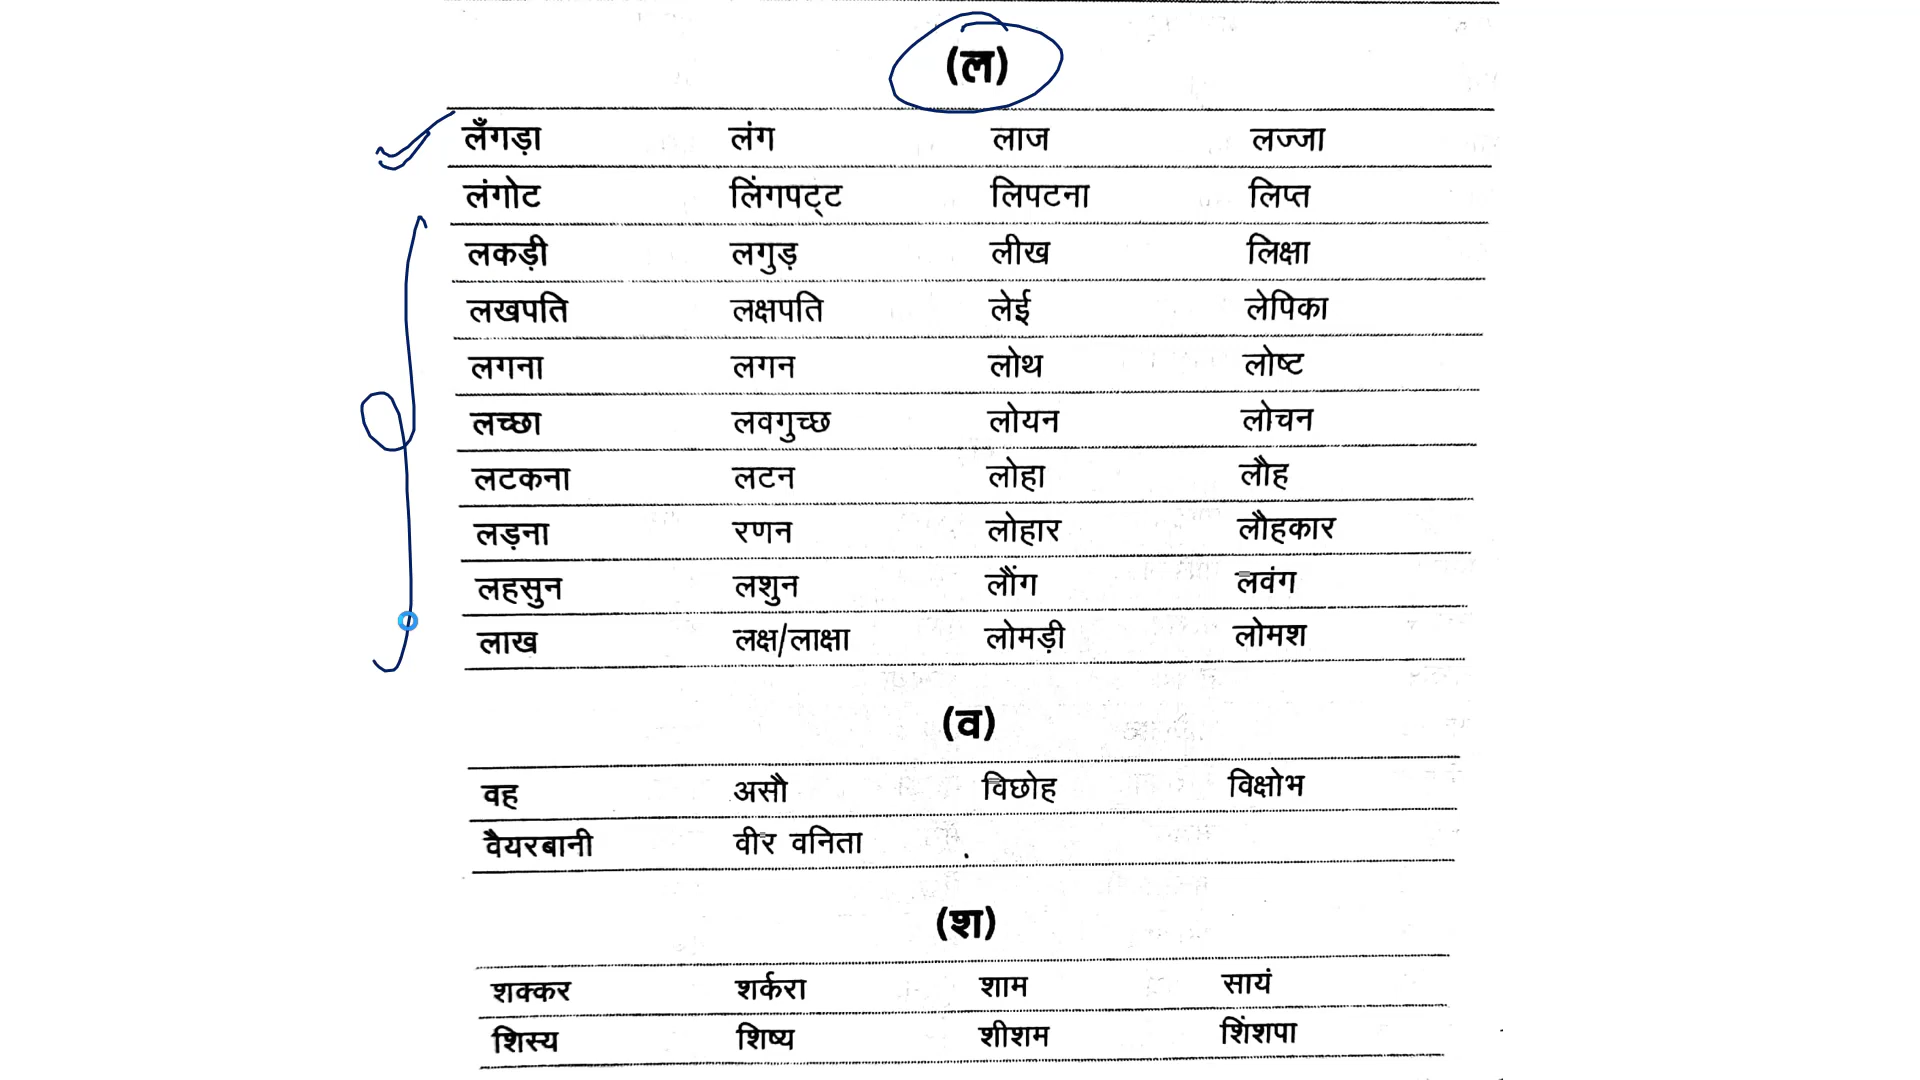 (ल)
लँगड़ा लंग लाज लज्जा
लंगोट लिंगपट्ट लिपटना लिप्त
लकड़ी लगुड़ लीख लिक्षा
लखपति लक्षपति लेई लेपिका
लगना लगन लोथ लोष्ट
लच्छा लवगुच्छ लोयन लोचन
लटकना लटन लोहा लौह
लड़ना रणन लोहार लौहकार
लहसुन लशुन लौंग लवंग
लाख लक्ष/लाक्षा लोमड़ी लोमश
(व)
वह असौ विछोह विक्षोभ
वैयरबानी वीर वनिता
(श)
शक्कर शर्करा शाम सायं
शिस्य शिष्य शीशम शिंशपा